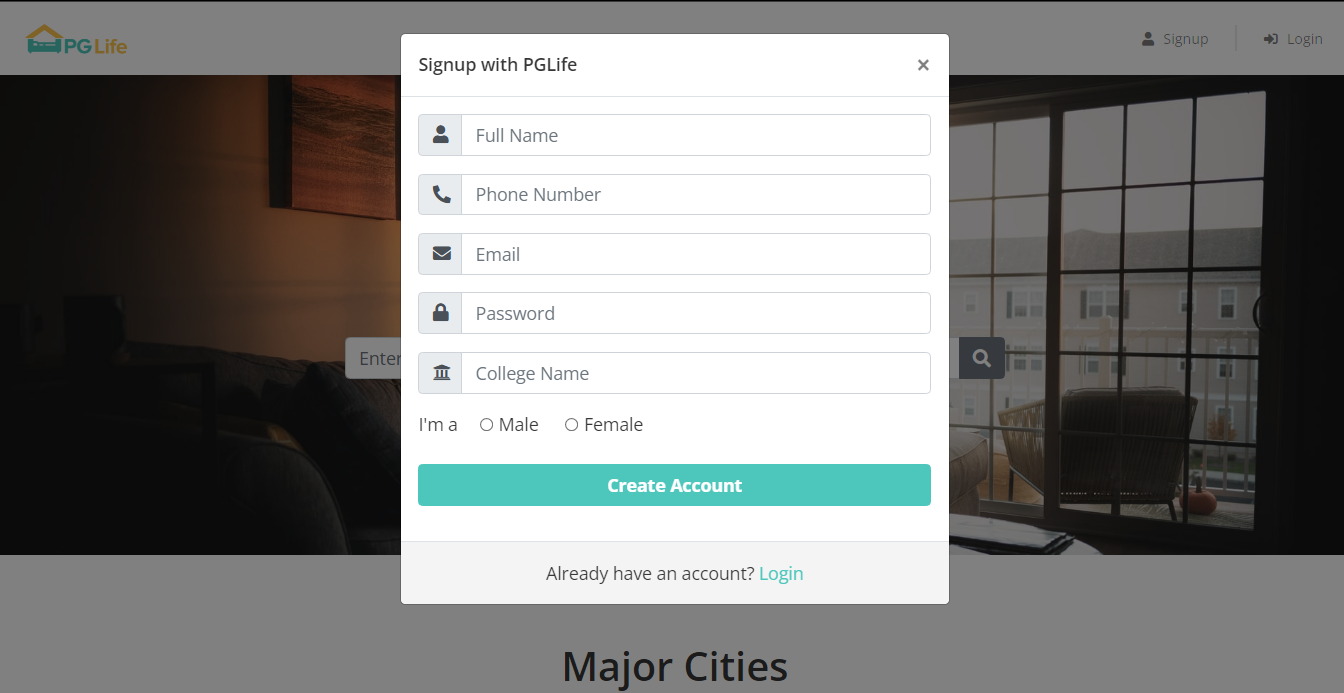 PG Life
Signup
Login
Signup with PGLife
×
Full Name
Phone Number
Email
Password
College Name
Enter
I'm a Male Female
Create Account
Already have an account? Login
Major Cities